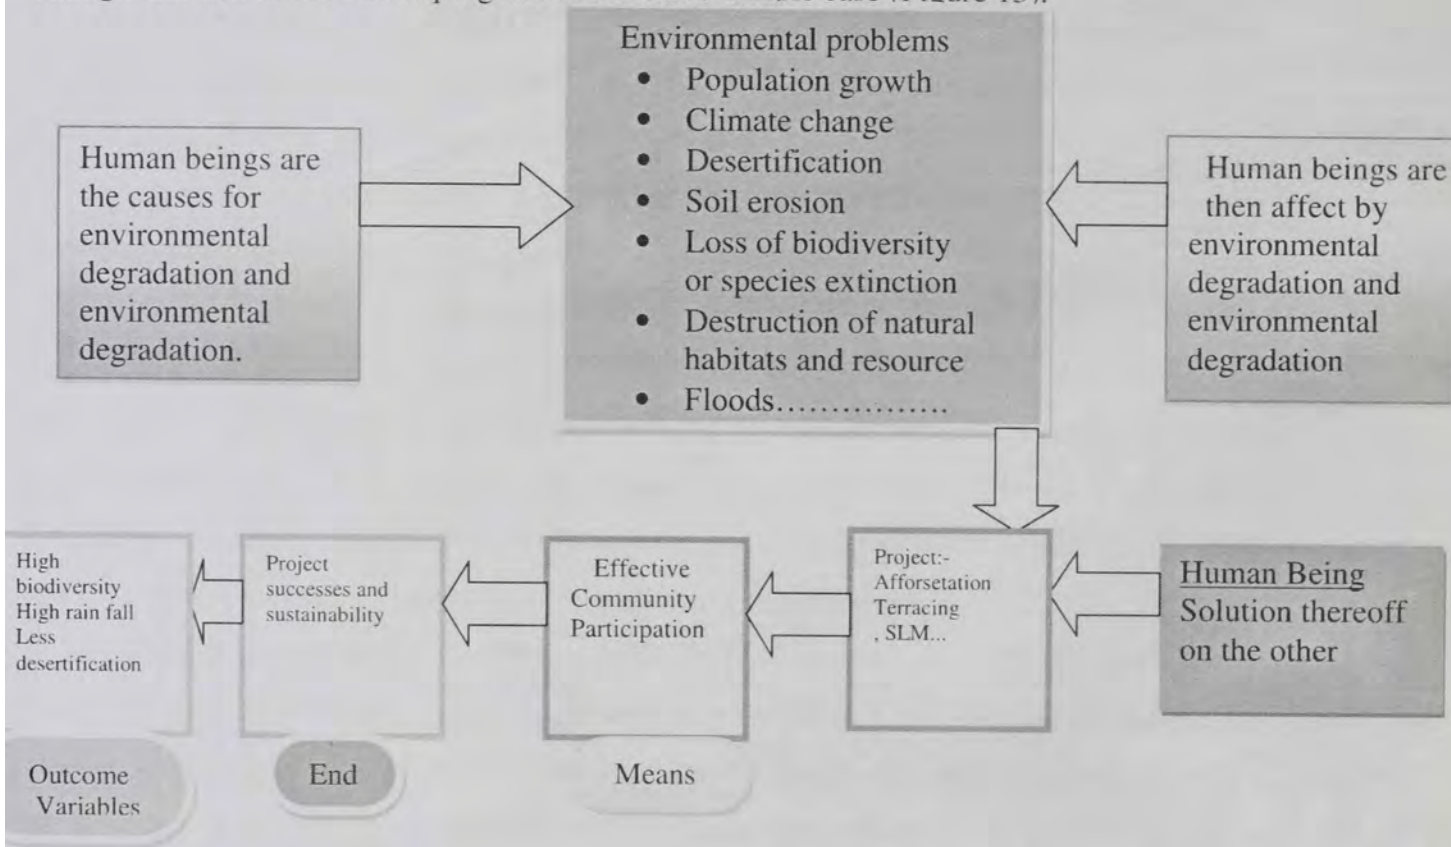 Environmental problems
• Population growth
• Climate change
• Desertification
• Soil erosion
• Loss of biodiversity
or species extinction
• Destruction of natural
habitats and resource
• Floods................
Human beings are
the causes for
environmental
degradation and
environmental
degradation.
Human beings are
then affect by
environmental
degradation and
environmental
degradation
High
biodiversity
High rain fall
Less
desertification
Project
successes and
sustainability
Effective
Community
Participation
Project:-
Afforsetation
Terracing
, SLM...
Human Being
Solution thereoff
on the other
Outcome
Variables
End
Means